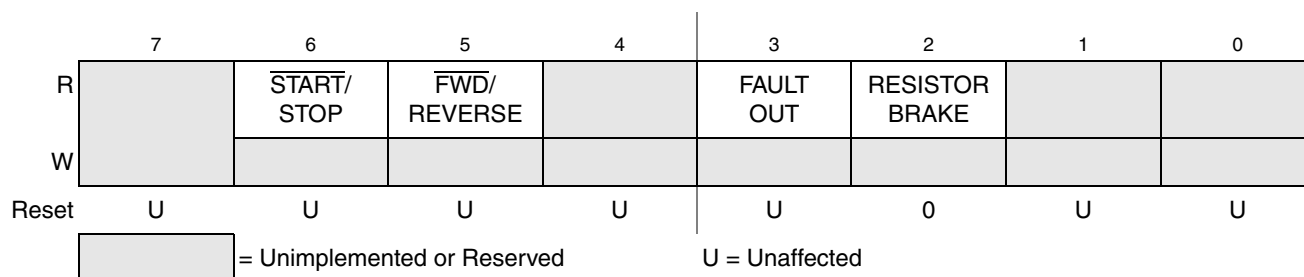 7 6 5 4 3 2 1 0
R START/ FWD/ FAULT RESISTOR
STOP REVERSE OUT BRAKE
W
Reset U U U U U 0 U U
= Unimplemented or Reserved U = Unaffected